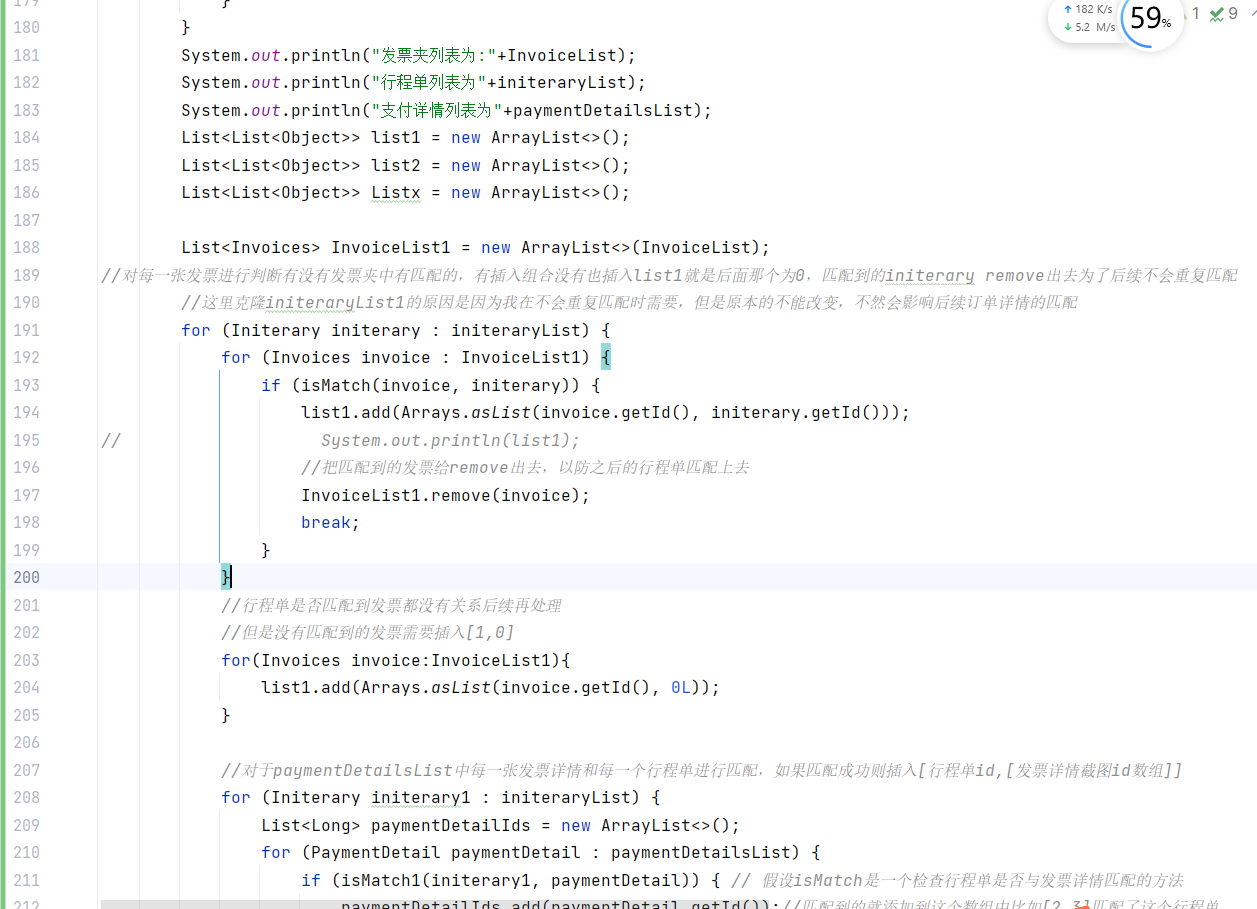 179 }
180 }
181 System.out.println("发票夹列表为:"+InvoiceList);
182 System.out.println("行程单列表为"+initeraryList);
183 System.out.println("支付详情列表为"+paymentDetailsList);
184 List<List<Object>> list1 = new ArrayList<>();
185 List<List<Object>> list2 = new ArrayList<>();
186 List<List<Object>> Listx = new ArrayList<>();
187
188 List<Invoices> InvoiceList1 = new ArrayList<>(InvoiceList);
189 //对每一张发票进行判断有没有发票夹中有匹配的，有插入组合没有也插入list1就是后面那个为0，匹配到的initerary remove出去为了后续不会重复匹配
190 //这里克隆initeraryList1的原因是因为我在不会重复匹配时需要，但是原本的不能改变，不然会影响后续订单详情的匹配
191 for (Initerary initerary : initeraryList) {
192 for (Invoices invoice : InvoiceList1) {
193 if (isMatch(invoice, initerary)) {
194 list1.add(Arrays.asList(invoice.getId(), initerary.getId()));
195 // System.out.println(list1);
196 //把匹配到的发票给remove出去，以防之后的行程单匹配上去
197 InvoiceList1.remove(invoice);
198 break;
199 }
200 }
201 //行程单是否匹配到发票都没有关系后续再处理
202 //但是没有匹配到的发票需要插入[1,0]
203 for(Invoices invoice:InvoiceList1){
204 list1.add(Arrays.asList(invoice.getId(), 0L));
205 }
206
207 //对于paymentDetailsList中每一张发票详情和每一个行程单进行匹配，如果匹配成功则插入[行程单id,[发票详情截图id数组]]
208 for (Initerary initerary1 : initeraryList) {
209 List<Long> paymentDetailIds = new ArrayList<>();
210 for (PaymentDetail paymentDetail : paymentDetailsList) {
211 if (isMatch1(initerary1, paymentDetail)) { // 假设isMatch是一个检查行程单是否与发票详情匹配的方法
212 paymentDetailIds.add(paymentDetail.getId());//匹配到的就添加到这个数组中比如[2,3]匹配了这个行程单
↑ 182 K/s
↓ 5.2 M/s
59%
1 9